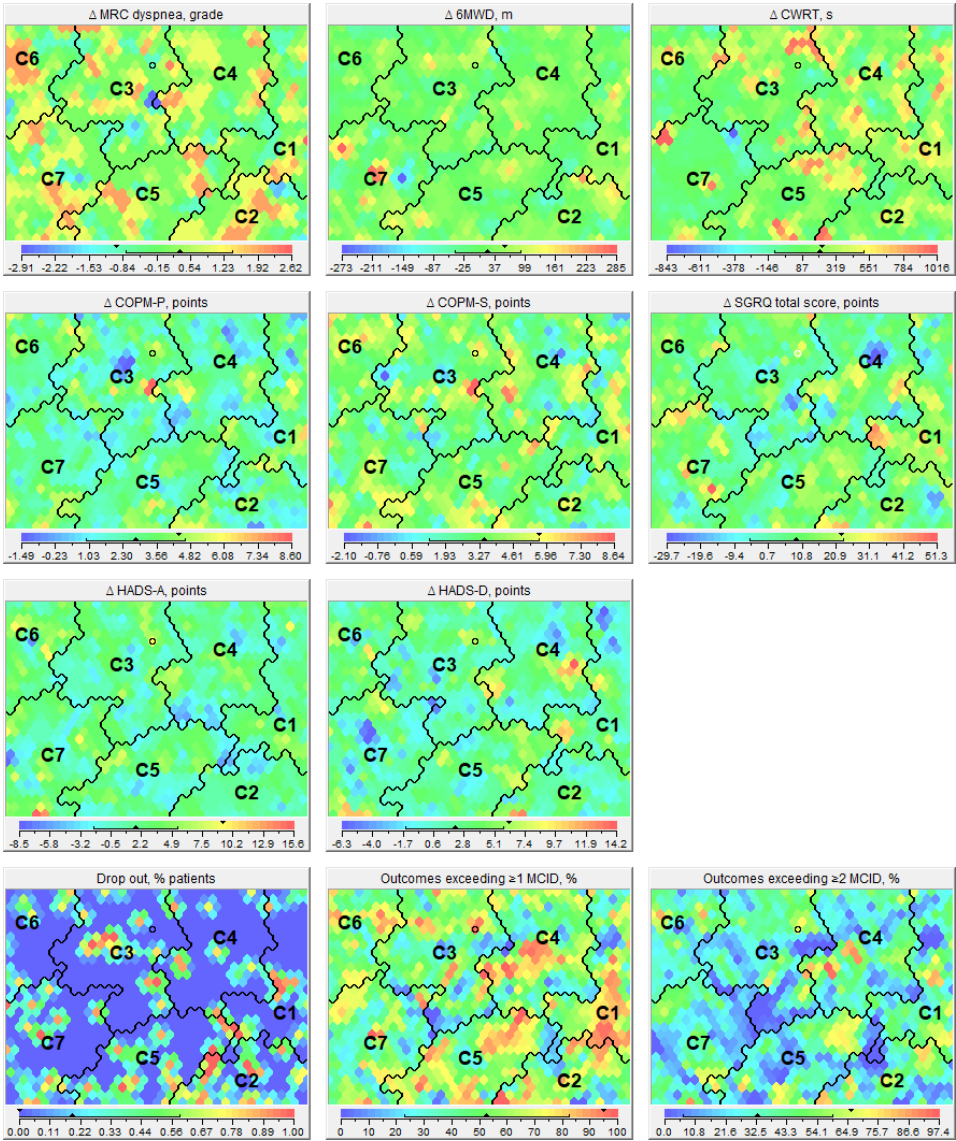 Δ MRC dyspnea, grade
C6 C3 C4 C1 C7 C5 C2
-2.91 -2.22 -1.53 -0.84 -0.15 0.54 1.23 1.92 2.62
Δ 6MWD, m
C6 C3 C4 C1 C7 C5 C2
-273 -211 -149 -87 -25 37 99 161 223 285
Δ CWRT, s
C6 C3 C4 C1 C7 C5 C2
-843 -611 -378 -146 87 319 551 784 1016
Δ COPM-P, points
C6 C3 C4 C1 C7 C5 C2
-1.49 -0.23 1.03 2.30 3.56 4.82 6.08 7.34 8.60
Δ COPM-S, points
C6 C3 C4 C1 C7 C5 C2
-2.10 -0.76 0.59 1.93 3.27 4.61 5.96 7.30 8.64
Δ SGRQ total score, points
C6 C3 C4 C1 C7 C5 C2
-29.7 -19.6 -9.4 0.7 10.8 20.9 31.1 41.2 51.3
Δ HADS-A, points
C6 C3 C4 C1 C7 C5 C2
-8.5 -5.8 -3.2 -0.5 2.2 4.9 7.5 10.2 12.9 15.6
Δ HADS-D, points
C6 C3 C4 C1 C7 C5 C2
-6.3 -4.0 -1.7 0.6 2.8 5.1 7.4 9.7 11.9 14.2
Drop out, % patients
C6 C3 C4 C1 C7 C5 C2
0.00 0.11 0.22 0.33 0.44 0.56 0.67 0.78 0.89 1.00
Outcomes exceeding ≥1 MCID, %
C6 C3 C4 C1 C7 C5 C2
0 10 20 30 40 50 60 70 80 90 100
Outcomes exceeding ≥2 MCID, %
C6 C3 C4 C1 C7 C5 C2
0.0 10.8 21.6 32.5 43.3 54.1 64.9 75.7 86.6 97.4